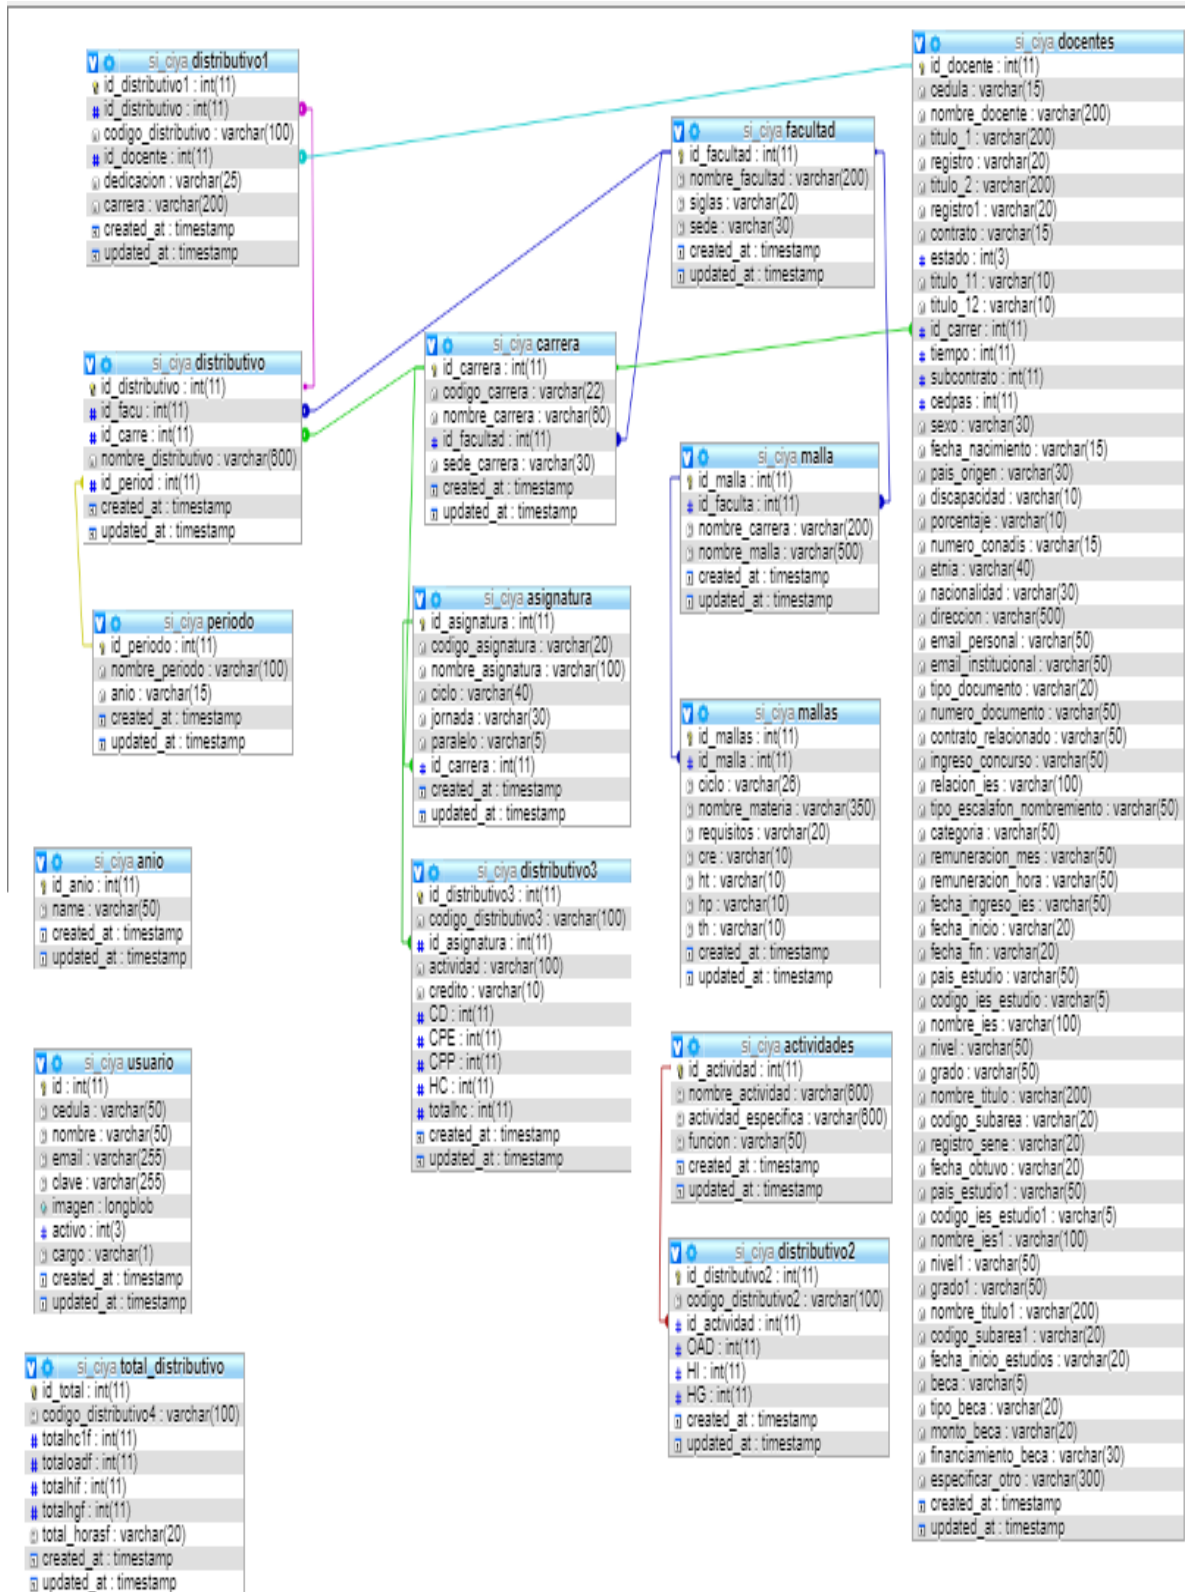 si_ciya distributivo1
id_distributivo1 : int(11)
id_distributivo : int(11)
codigo_distributivo : varchar(100)
id_docente : int(11)
dedicacion : varchar(25)
carrera : varchar(200)
created_at : timestamp
updated_at : timestamp
si_ciya distributivo
id_distributivo : int(11)
id_facu : int(11)
id_carre : int(11)
nombre_distributivo : varchar(600)
id_period : int(11)
created_at : timestamp
updated_at : timestamp
si_ciya periodo
id_periodo : int(11)
nombre_periodo : varchar(100)
anio : varchar(15)
created_at : timestamp
updated_at : timestamp
si_ciya anio
id_anio : int(11)
name : varchar(50)
created_at : timestamp
updated_at : timestamp
si_ciya usuario
id : int(11)
cedula : varchar(50)
nombre : varchar(50)
email : varchar(255)
clave : varchar(255)
imagen : longblob
activo : int(3)
cargo : varchar(1)
created_at : timestamp
updated_at : timestamp
si_ciya total_distributivo
id_total : int(11)
codigo_distributivo4 : varchar(100)
totalhc1f : int(11)
totaloadf : int(11)
totalhif : int(11)
totalhgf : int(11)
total_horasf : varchar(20)
created_at : timestamp
updated_at : timestamp
si_ciya carrera
id_carrera : int(11)
codigo_carrera : varchar(22)
nombre_carrera : varchar(60)
id_facultad : int(11)
sede_carrera : varchar(30)
created_at : timestamp
updated_at : timestamp
si_ciya asignatura
id_asignatura : int(11)
codigo_asignatura : varchar(20)
nombre_asignatura : varchar(100)
ciclo : varchar(40)
jornada : varchar(30)
paralelo : varchar(5)
id_carrera : int(11)
created_at : timestamp
updated_at : timestamp
si_ciya distributivo3
id_distributivo3 : int(11)
codigo_distributivo3 : varchar(100)
id_asignatura : int(11)
actividad : varchar(100)
credito : varchar(10)
CD : int(11)
CPE : int(11)
CPP : int(11)
HC : int(11)
totalhc : int(11)
created_at : timestamp
updated_at : timestamp
si_ciya facultad
id_facultad : int(11)
nombre_facultad : varchar(200)
siglas : varchar(20)
sede : varchar(30)
created_at : timestamp
updated_at : timestamp
si_ciya malla
id_malla : int(11)
id_faculta : int(11)
nombre_carrera : varchar(200)
nombre_malla : varchar(500)
created_at : timestamp
updated_at : timestamp
si_ciya mallas
id_mallas : int(11)
id_malla : int(11)
ciclo : varchar(26)
nombre_materia : varchar(350)
requisitos : varchar(20)
cre : varchar(10)
ht : varchar(10)
hp : varchar(10)
th : varchar(10)
created_at : timestamp
updated_at : timestamp
si_ciya actividades
id_actividad : int(11)
nombre_actividad : varchar(600)
actividad_especifica : varchar(600)
funcion : varchar(50)
created_at : timestamp
updated_at : timestamp
si_ciya distributivo2
id_distributivo2 : int(11)
codigo_distributivo2 : varchar(100)
id_actividad : int(11)
OAD : int(11)
HI : int(11)
HG : int(11)
created_at : timestamp
updated_at : timestamp
si_ciya docentes
id_docente : int(11)
cedula : varchar(15)
nombre_docente : varchar(200)
titulo_1 : varchar(200)
registro : varchar(20)
titulo_2 : varchar(200)
registro1 : varchar(20)
contrato : varchar(15)
estado : int(3)
titulo_11 : varchar(10)
titulo_12 : varchar(10)
id_carrer : int(11)
tiempo : int(11)
subcontrato : int(11)
cedpas : int(11)
sexo : varchar(30)
fecha_nacimiento : varchar(15)
pais_origen : varchar(30)
discapacidad : varchar(10)
porcentaje : varchar(10)
numero_conadis : varchar(15)
etnia : varchar(40)
nacionalidad : varchar(30)
direccion : varchar(500)
email_personal : varchar(50)
email_institucional : varchar(50)
tipo_documento : varchar(20)
numero_documento : varchar(50)
contrato_relacionado : varchar(50)
ingreso_concurso : varchar(50)
relacion_ies : varchar(100)
tipo_escalafon_nombremiento : varchar(50)
categoria : varchar(50)
remuneracion_mes : varchar(50)
remuneracion_hora : varchar(50)
fecha_ingreso_ies : varchar(50)
fecha_inicio : varchar(20)
fecha_fin : varchar(20)
pais_estudio : varchar(50)
codigo_ies_estudio : varchar(5)
nombre_ies : varchar(100)
nivel : varchar(50)
grado : varchar(50)
nombre_titulo : varchar(200)
codigo_subarea : varchar(20)
registro_sene : varchar(20)
fecha_obtuvo : varchar(20)
pais_estudio1 : varchar(50)
codigo_ies_estudio1 : varchar(5)
nombre_ies1 : varchar(100)
nivel1 : varchar(50)
grado1 : varchar(50)
nombre_titulo1 : varchar(200)
codigo_subarea1 : varchar(20)
fecha_inicio_estudios : varchar(20)
beca : varchar(5)
tipo_beca : varchar(20)
monto_beca : varchar(20)
financiamiento_beca : varchar(30)
especificar_otro : varchar(300)
created_at : timestamp
updated_at : timestamp